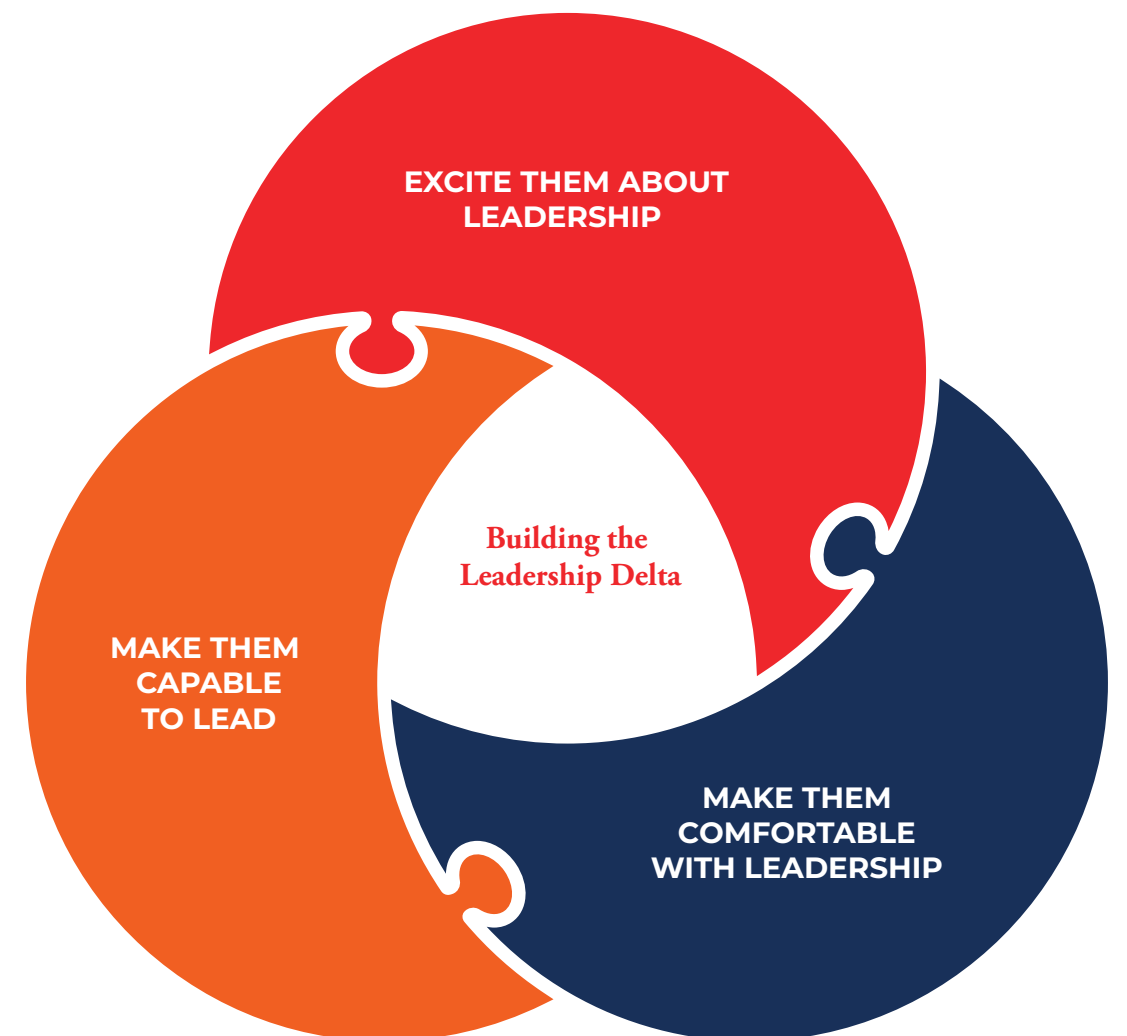 EXCITE THEM ABOUT
LEADERSHIP
Building the
Leadership Delta
MAKE THEM
CAPABLE
TO LEAD
MAKE THEM
COMFORTABLE
WITH LEADERSHIP